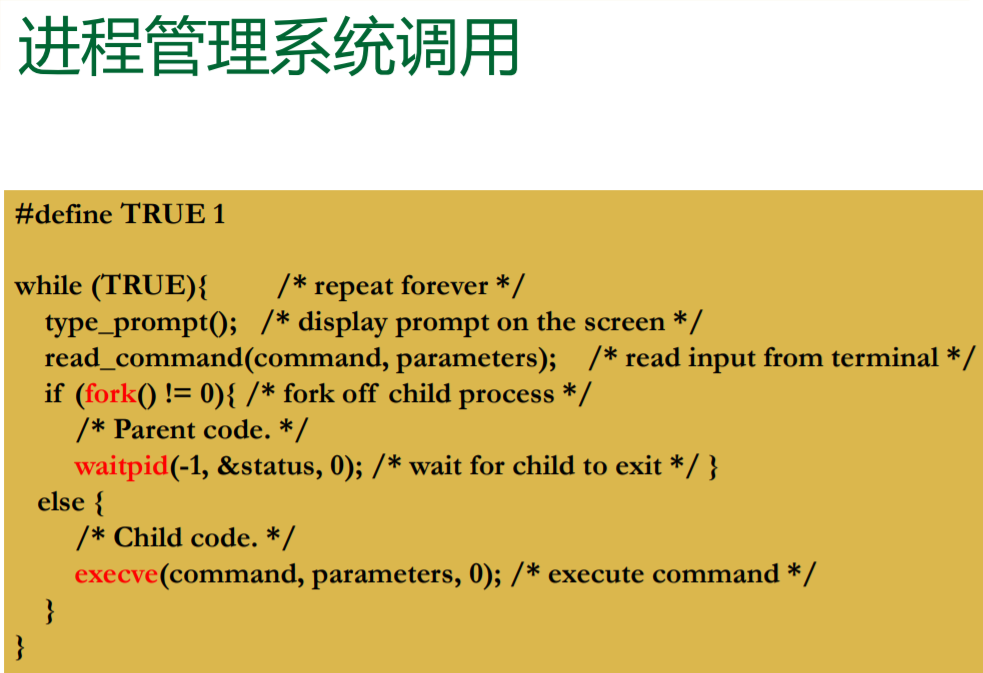 进程管理系统调用
#define TRUE 1
while (TRUE){ /* repeat forever */
type_prompt(); /* display prompt on the screen */
read_command(command, parameters); /* read input from terminal */
if (fork() != 0){ /* fork off child process */
/* Parent code. */
waitpid(-1, &status, 0); /* wait for child to exit */ }
else {
/* Child code. */
execve(command, parameters, 0); /* execute command */
}
}